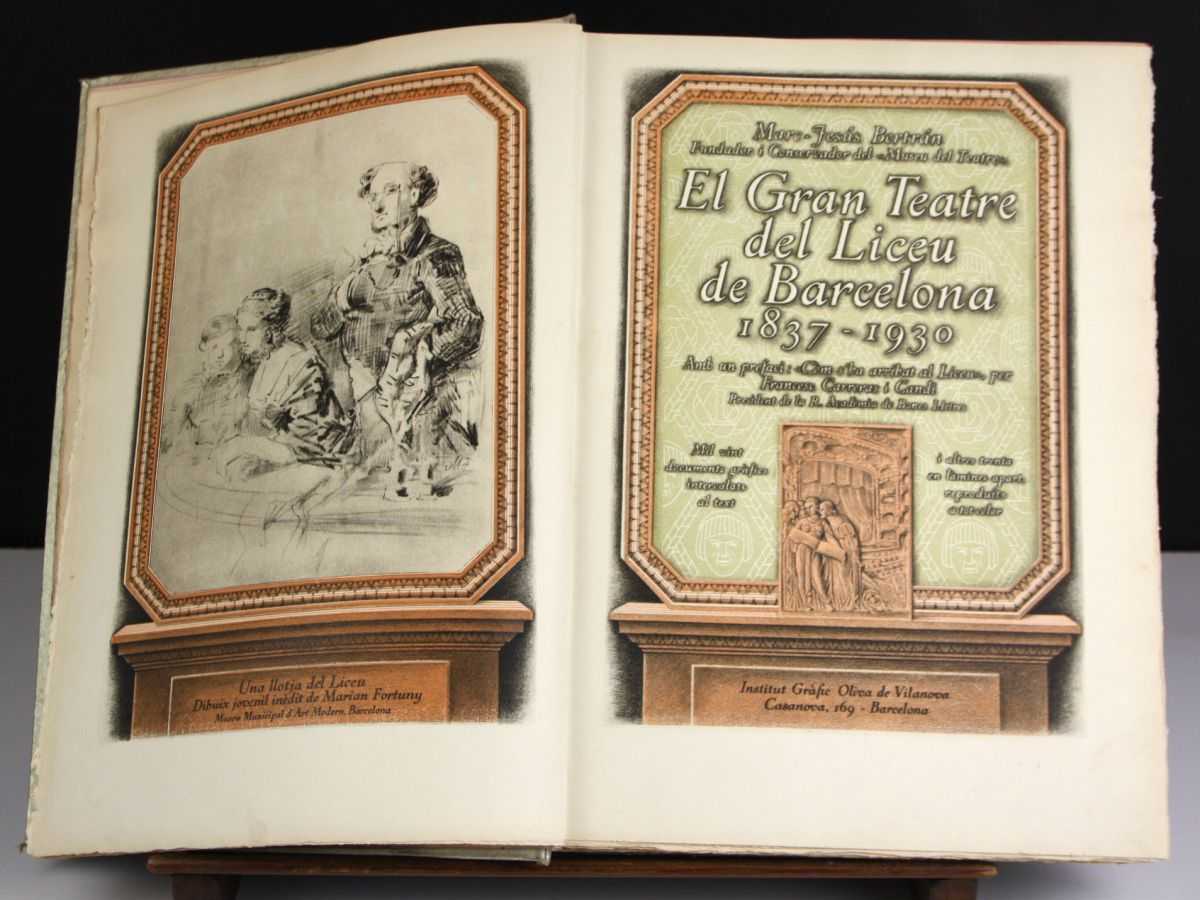 Una llotja del Liceu
Dibuix jovenil inèdit de Marian Fortuny
Museu Municipal d'Art Modern, Barcelona
Marc-Jesús Bertrán
Fundador i Conservador del «Museu del Teatre».
El Gran Teatre
del Liceu
de Barcelona
1837-1930
Amb un prefaci: «Com s'ha arribat al Liceu», per
Francesc Carreras i Candi
President de la R. Acadèmia de Bones Lletres
Mil vint
documents gràfics
intercalats
al text
i altres trenta
en làmines apart,
reproduïts
a tot color
Institut Gràfic Oliva de Vilanova
Casanova, 169 - Barcelona